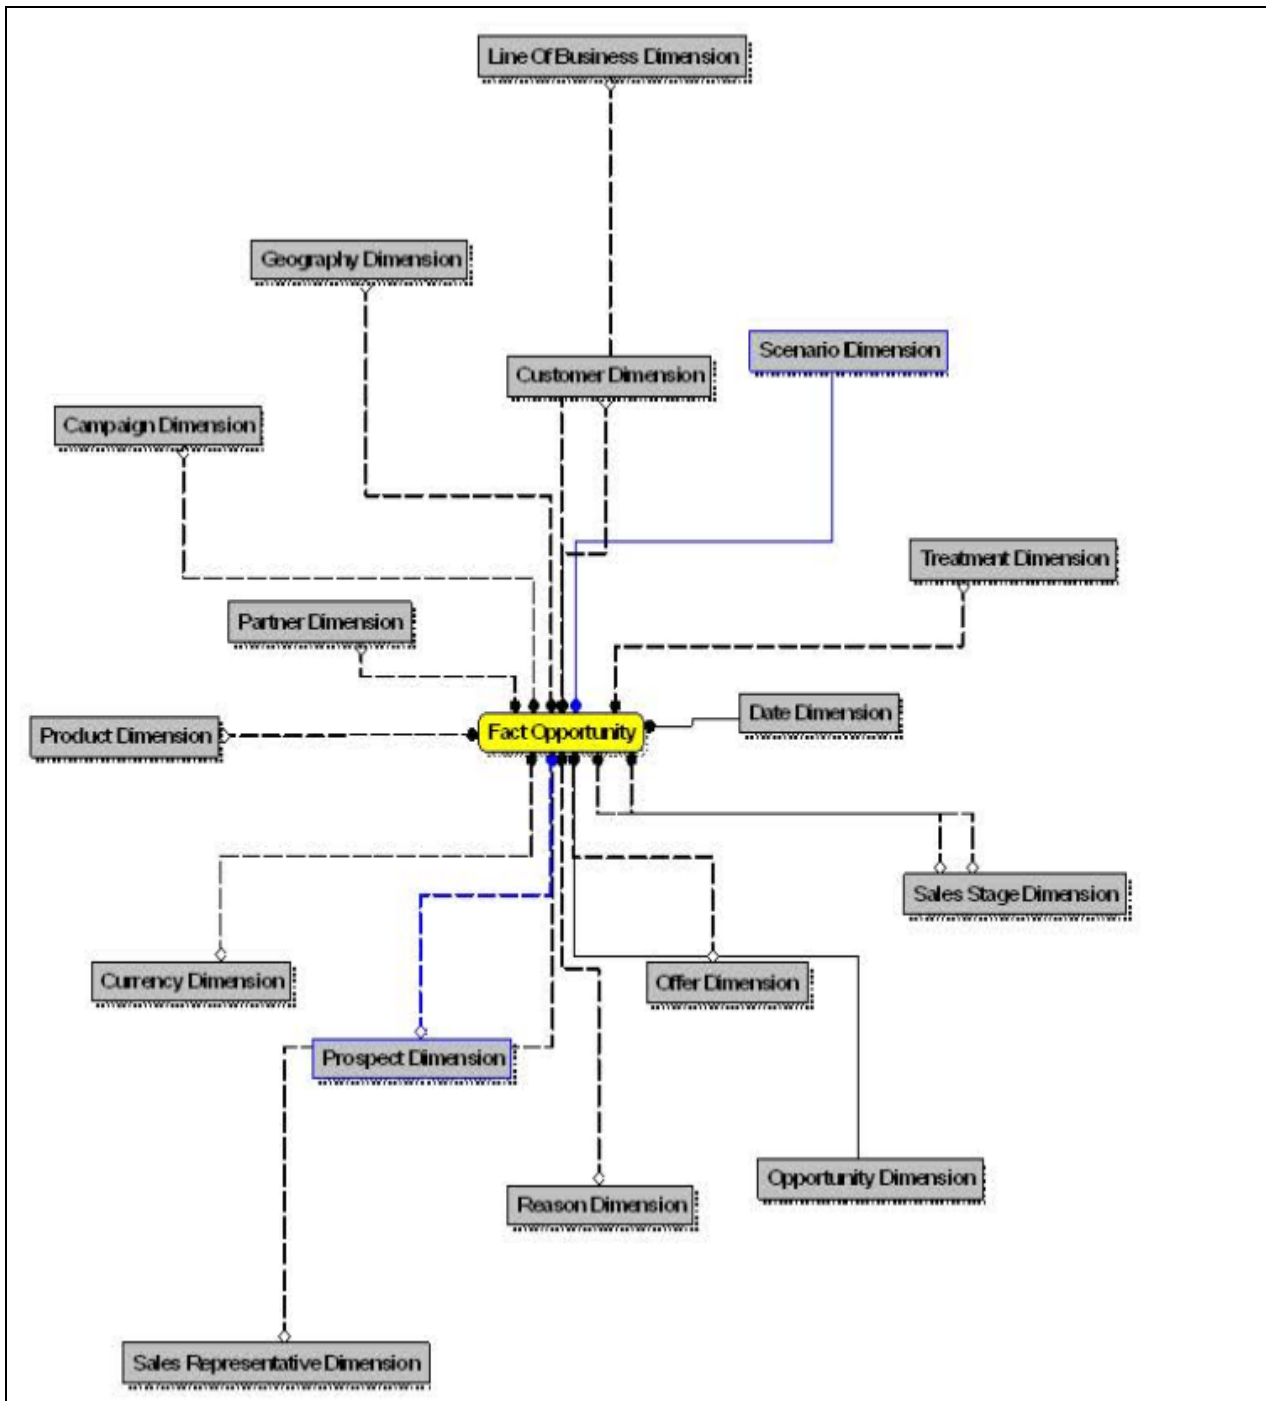 Line Of Business Dimension
Geography Dimension
Scenario Dimension
Customer Dimension
Campaign Dimension
Treatment Dimension
Partner Dimension
Date Dimension
Product Dimension
Fact Opportunity
Sales Stage Dimension
Currency Dimension
Offer Dimension
Prospect Dimension
Opportunity Dimension
Reason Dimension
Sales Representative Dimension